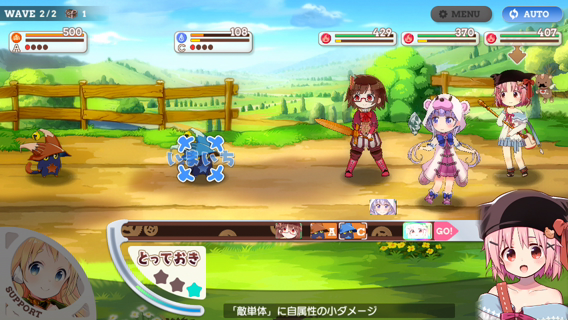 WAVE 2/2 1
MENU
AUTO
500
A
108
C
429
370
407
いまいち
A
C
GO!
とっておき
SUPPORT
「敵単体」に自属性の小ダメージ